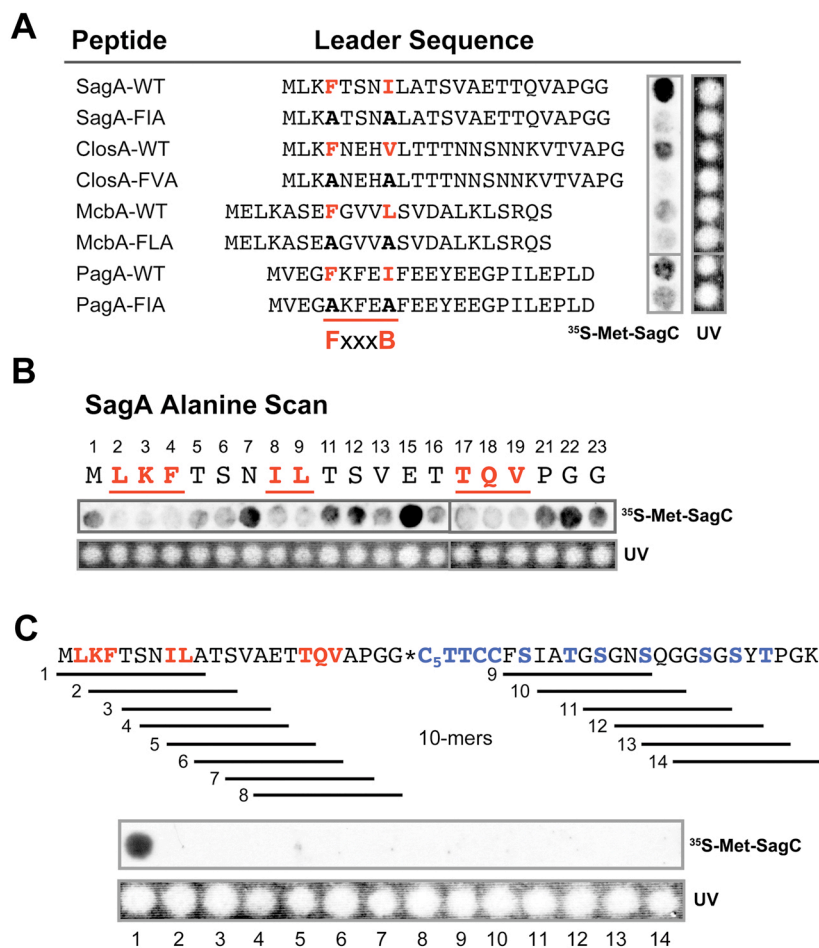 A
Peptide Leader Sequence
SagA-WT MLKFTSNILATSVAETTQVAPGG
SagA-FIA MLKATSNALATSVAETTQVAPGG
ClosA-WT MLKFNEHVLTTTNNSNNKVTVAPG
ClosA-FVA MLKANEHALTTTNNSNNKVTVAPG
McbA-WT MELKASEFGVVLSVDALKLSRQS
McbA-FLA MELKASEAGVVASVDALKLSRQS
PagA-WT MVEGFKFEIFEEYEEGPILEPLD
PagA-FIA MVEGAKFEAFEEYEEGPILEPLD
FxxxB
³⁵S-Met-SagC UV
B
SagA Alanine Scan
1 2 3 4 5 6 7 8 9 11 12 13 15 16 17 18 19 21 22 23
M L K F T S N I L T S V E T T Q V P G G
³⁵S-Met-SagC
UV
C
MLKFTSNILATSVAETTQVAPGG*C₅TTCCFSIATGSGNSQGGSGSYTPGK
1 9
2 10
3 11
4 12
10-mers
5 13
6 14
7
8
³⁵S-Met-SagC
UV
1 2 3 4 5 6 7 8 9 10 11 12 13 14